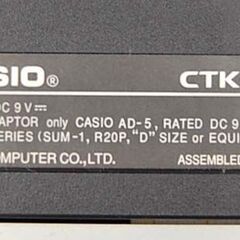 SIO® CTK
DC 9 V⎓
APTOR only CASIO AD-5, RATED DC 9
ERIES (SUM-1, R20P, "D" SIZE or EQUI
OMPUTER CO., LTD. ASSEMBLED